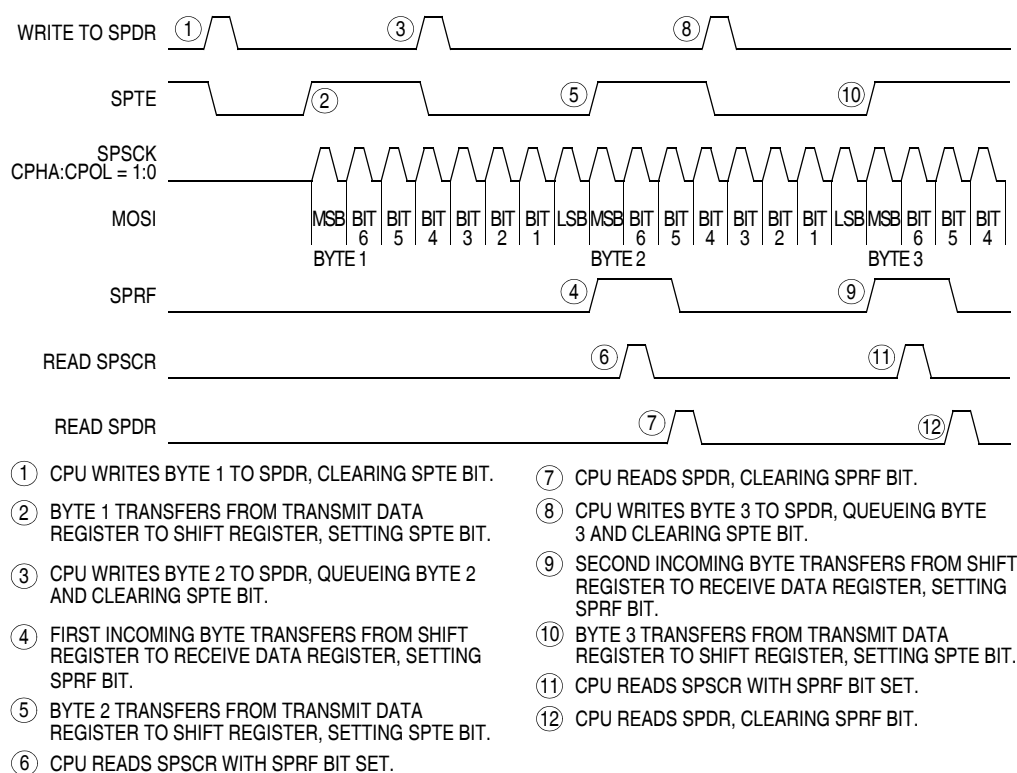 WRITE TO SPDR 1 3 8
SPTE 2 5 10
SPSCK
CPHA:CPOL = 1:0
MOSI MSB BIT BIT BIT BIT BIT BIT LSB MSB BIT BIT BIT BIT BIT BIT LSB MSB BIT BIT BIT
6 5 4 3 2 1 6 5 4 3 2 1 6 5 4
BYTE 1 BYTE 2 BYTE 3
SPRF 4 9
READ SPSCR 6 11
READ SPDR 7 12
1 CPU WRITES BYTE 1 TO SPDR, CLEARING SPTE BIT.
2 BYTE 1 TRANSFERS FROM TRANSMIT DATA
REGISTER TO SHIFT REGISTER, SETTING SPTE BIT.
3 CPU WRITES BYTE 2 TO SPDR, QUEUEING BYTE 2
AND CLEARING SPTE BIT.
4 FIRST INCOMING BYTE TRANSFERS FROM SHIFT
REGISTER TO RECEIVE DATA REGISTER, SETTING
SPRF BIT.
5 BYTE 2 TRANSFERS FROM TRANSMIT DATA
REGISTER TO SHIFT REGISTER, SETTING SPTE BIT.
6 CPU READS SPSCR WITH SPRF BIT SET.
7 CPU READS SPDR, CLEARING SPRF BIT.
8 CPU WRITES BYTE 3 TO SPDR, QUEUEING BYTE
3 AND CLEARING SPTE BIT.
9 SECOND INCOMING BYTE TRANSFERS FROM SHIFT
REGISTER TO RECEIVE DATA REGISTER, SETTING
SPRF BIT.
10 BYTE 3 TRANSFERS FROM TRANSMIT DATA
REGISTER TO SHIFT REGISTER, SETTING SPTE BIT.
11 CPU READS SPSCR WITH SPRF BIT SET.
12 CPU READS SPDR, CLEARING SPRF BIT.